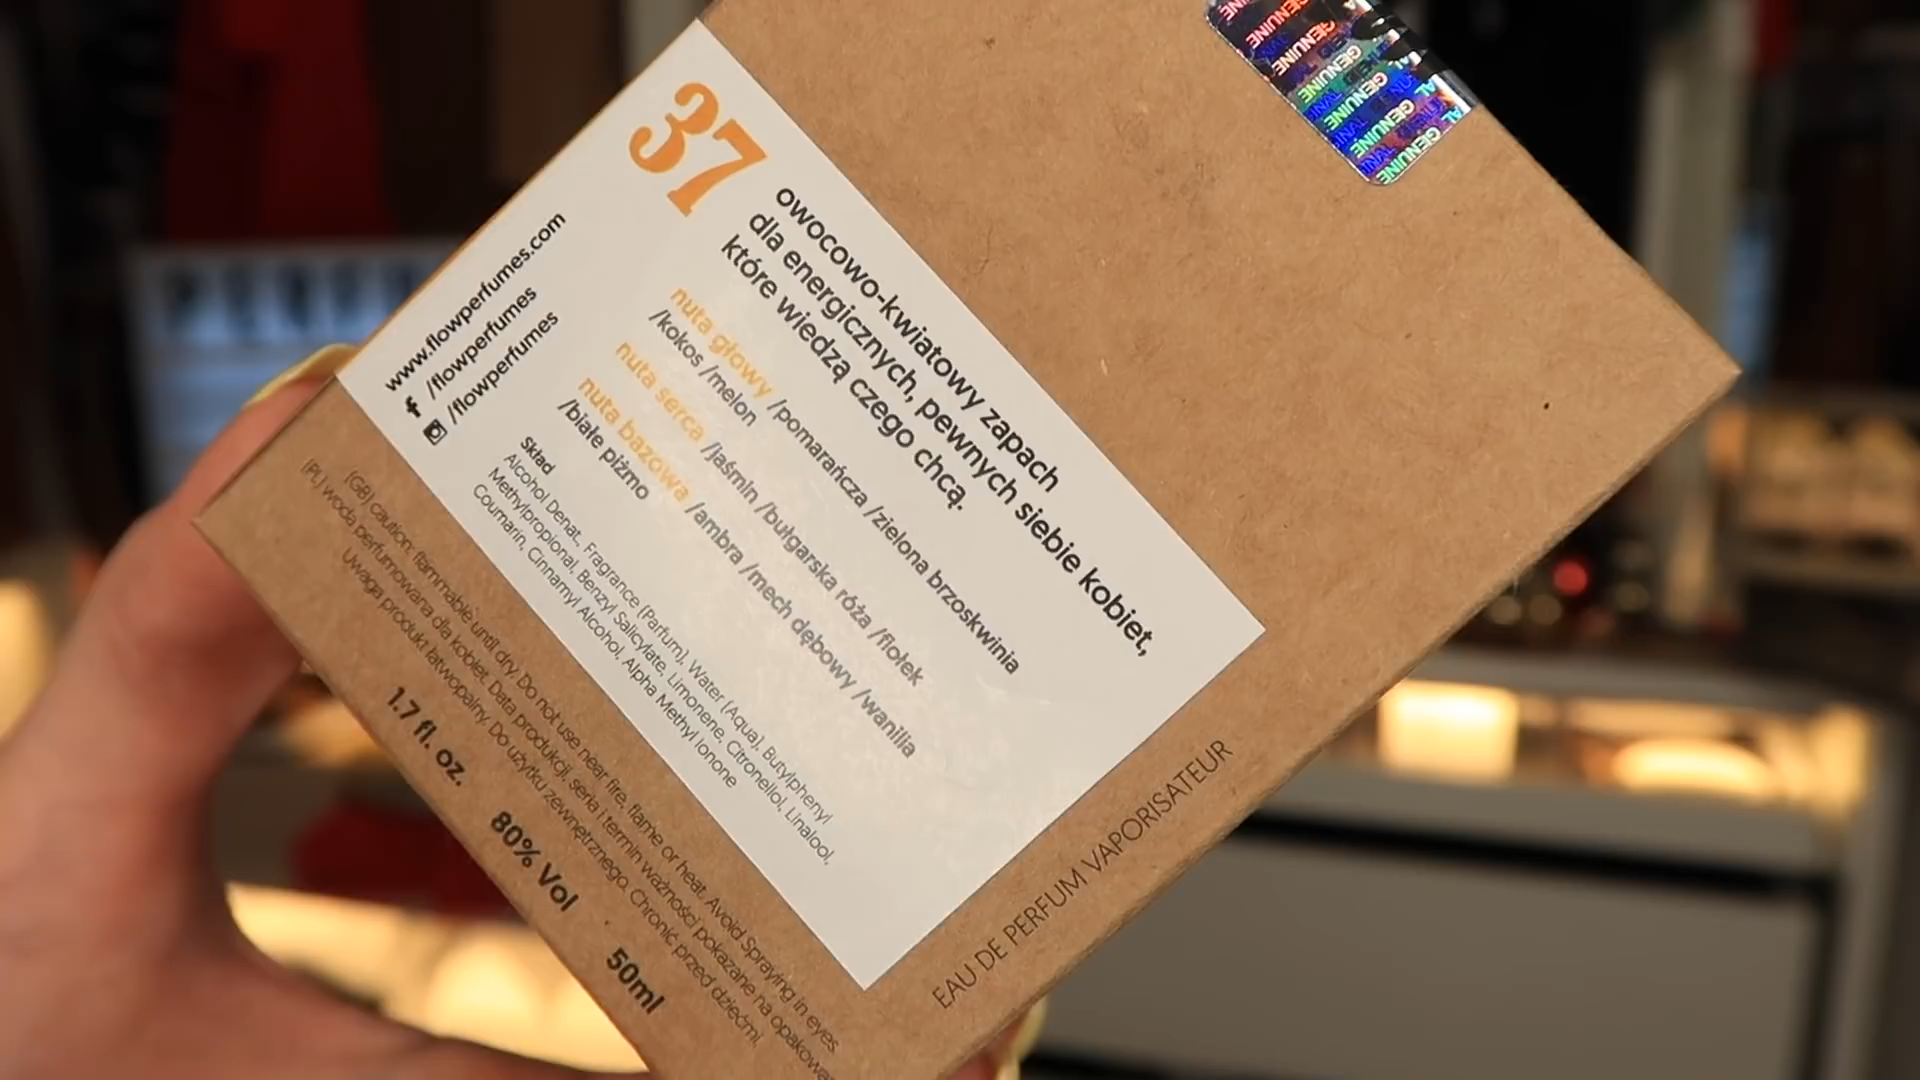 37
owocowo-kwiatowy zapach
dla energicznych, pewnych siebie kobiet,
które wiedzą czego chcą.
nuta głowy /pomarańcza /zielona brzoskwinia
/kokos /melon
nuta serca /jaśmin /bułgarska róża /fiołek
nuta bazowa /ambra /mech dębowy /wanilia
/białe piżmo
Skład
Alcohol Denat., Fragrance (Parfum), Water (Aqua), Butylphenyl
Methylpropional, Benzyl Salicylate, Limonene, Citronellol, Linalool,
Coumarin, Cinnamyl Alcohol, Alpha Methyl Ionone
www.flowperfumes.com
/flowperfumes
/flowperfumes
(GB) caution: flammable until dry. Do not use near fire, flame or heat. Avoid Spraying in eyes.
(PL) woda perfumowana dla kobiet. Data produkcji, seria i termin ważności pokazane na opakowa
Uwaga produkt łatwopalny. Do użytku zewnętrznego. Chronić przed dziećmi.
1.7 fl. oz. 80% Vol 50ml
EAU DE PERFUM VAPORISATEUR
GENUINE
GENUINE
GENUINE
GENUINE
GENUINE
GENUINE